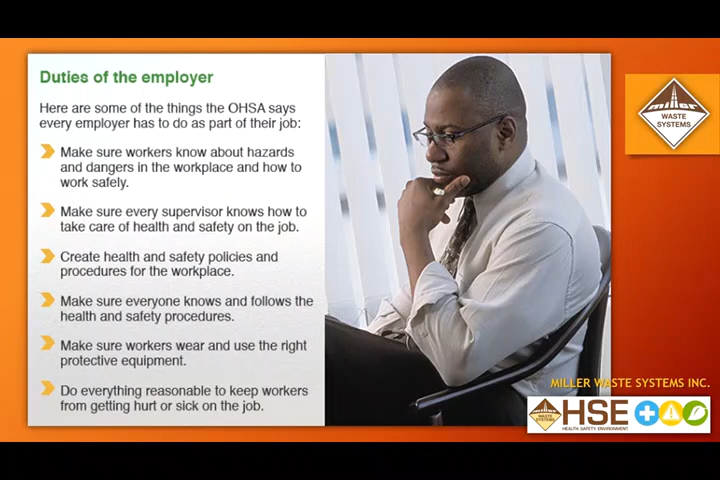 Duties of the employer
Here are some of the things the OHSA says
every employer has to do as part of their job:
Make sure workers know about hazards
and dangers in the workplace and how to
work safely.
Make sure every supervisor knows how to
take care of health and safety on the job.
Create health and safety policies and
procedures for the workplace.
Make sure everyone knows and follows the
health and safety procedures.
Make sure workers wear and use the right
protective equipment.
Do everything reasonable to keep workers
from getting hurt or sick on the job.
miller
WASTE
SYSTEMS
MILLER WASTE SYSTEMS INC.
WASTE
SYSTEMS
HSE
HEALTH SAFETY ENVIRONMENT